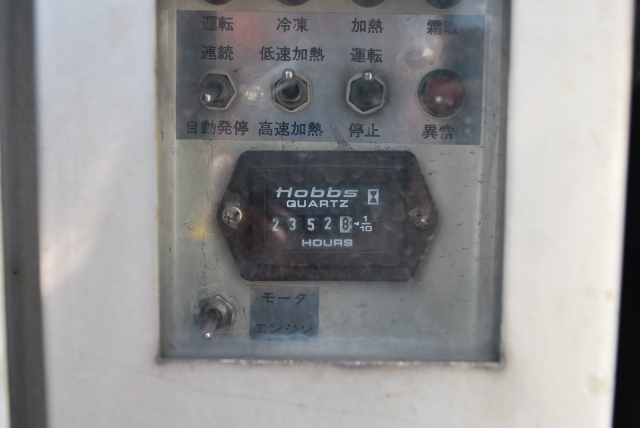 運転 冷凍 加熱 霜取
連続 低速加熱 運転
自動発停 高速加熱 停止 異常
Hobbs
QUARTZ
23528 1/10
HOURS
モータ
エンジン